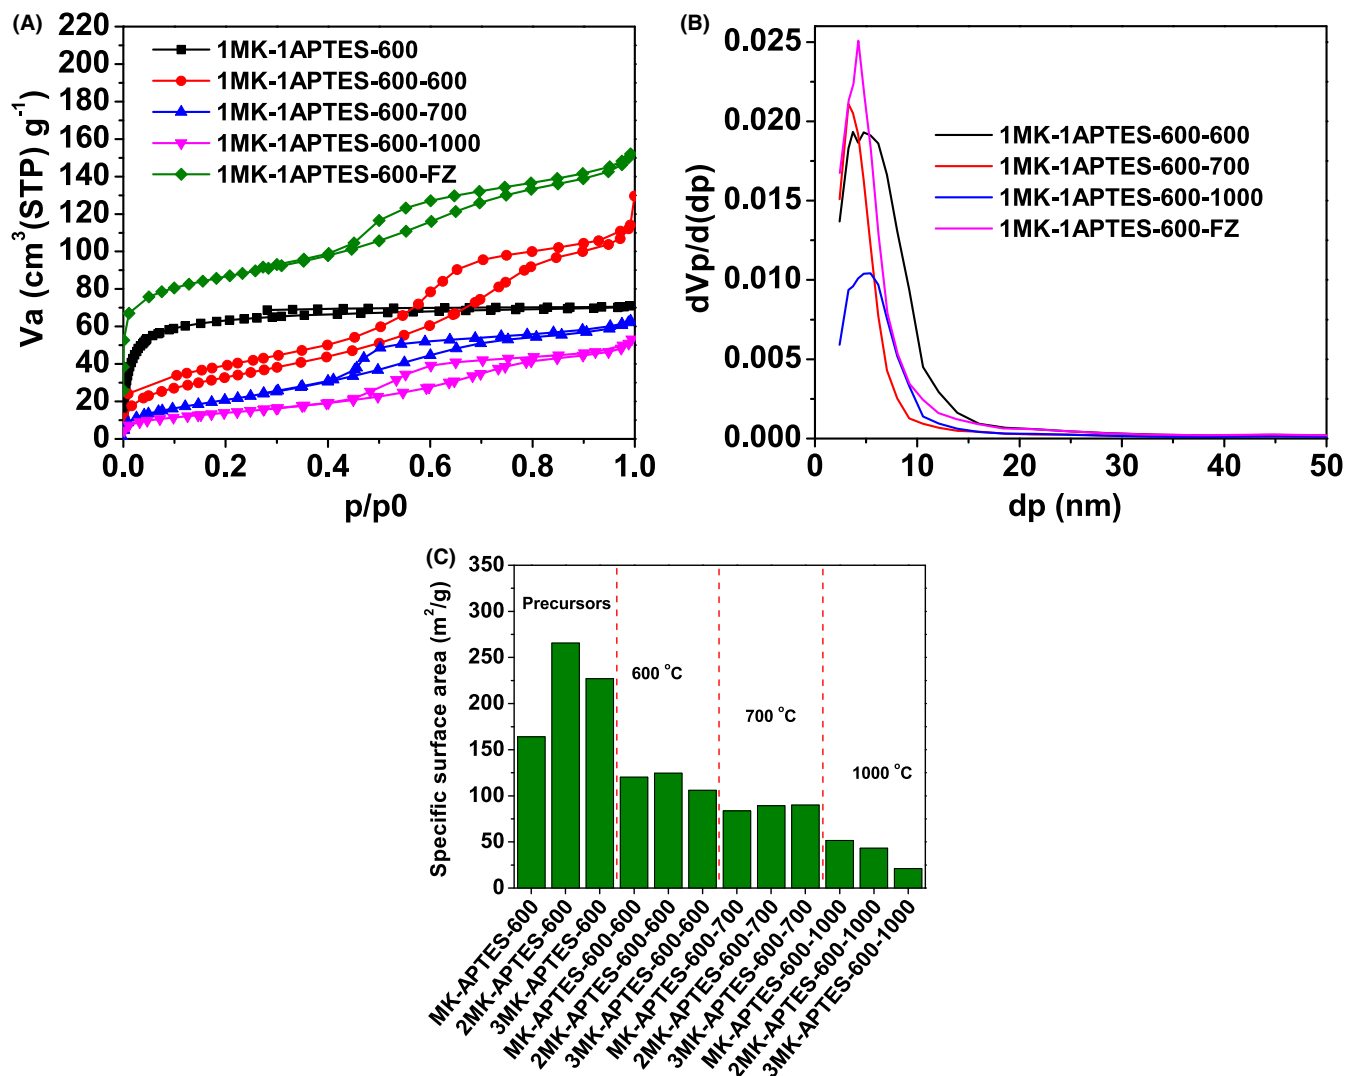 (A)
220
200
180
160
140
120
100
80
60
40
20
0
Va (cm³(STP) g⁻¹)
1MK-1APTES-600
1MK-1APTES-600-600
1MK-1APTES-600-700
1MK-1APTES-600-1000
1MK-1APTES-600-FZ
0.0 0.2 0.4 0.6 0.8 1.0
p/p0
(B)
0.025
0.020
0.015
0.010
0.005
0.000
dVp/d(dp)
1MK-1APTES-600-600
1MK-1APTES-600-700
1MK-1APTES-600-1000
1MK-1APTES-600-FZ
0 10 20 30 40 50
dp (nm)
(C)
350
300
250
200
150
100
50
0
Specific surface area (m²/g)
Precursors
600 °C
700 °C
1000 °C
MK-APTES-600
2MK-APTES-600
3MK-APTES-600
MK-APTES-600-600
2MK-APTES-600-600
3MK-APTES-600-600
MK-APTES-600-700
2MK-APTES-600-700
3MK-APTES-600-700
MK-APTES-600-1000
2MK-APTES-600-1000
3MK-APTES-600-1000